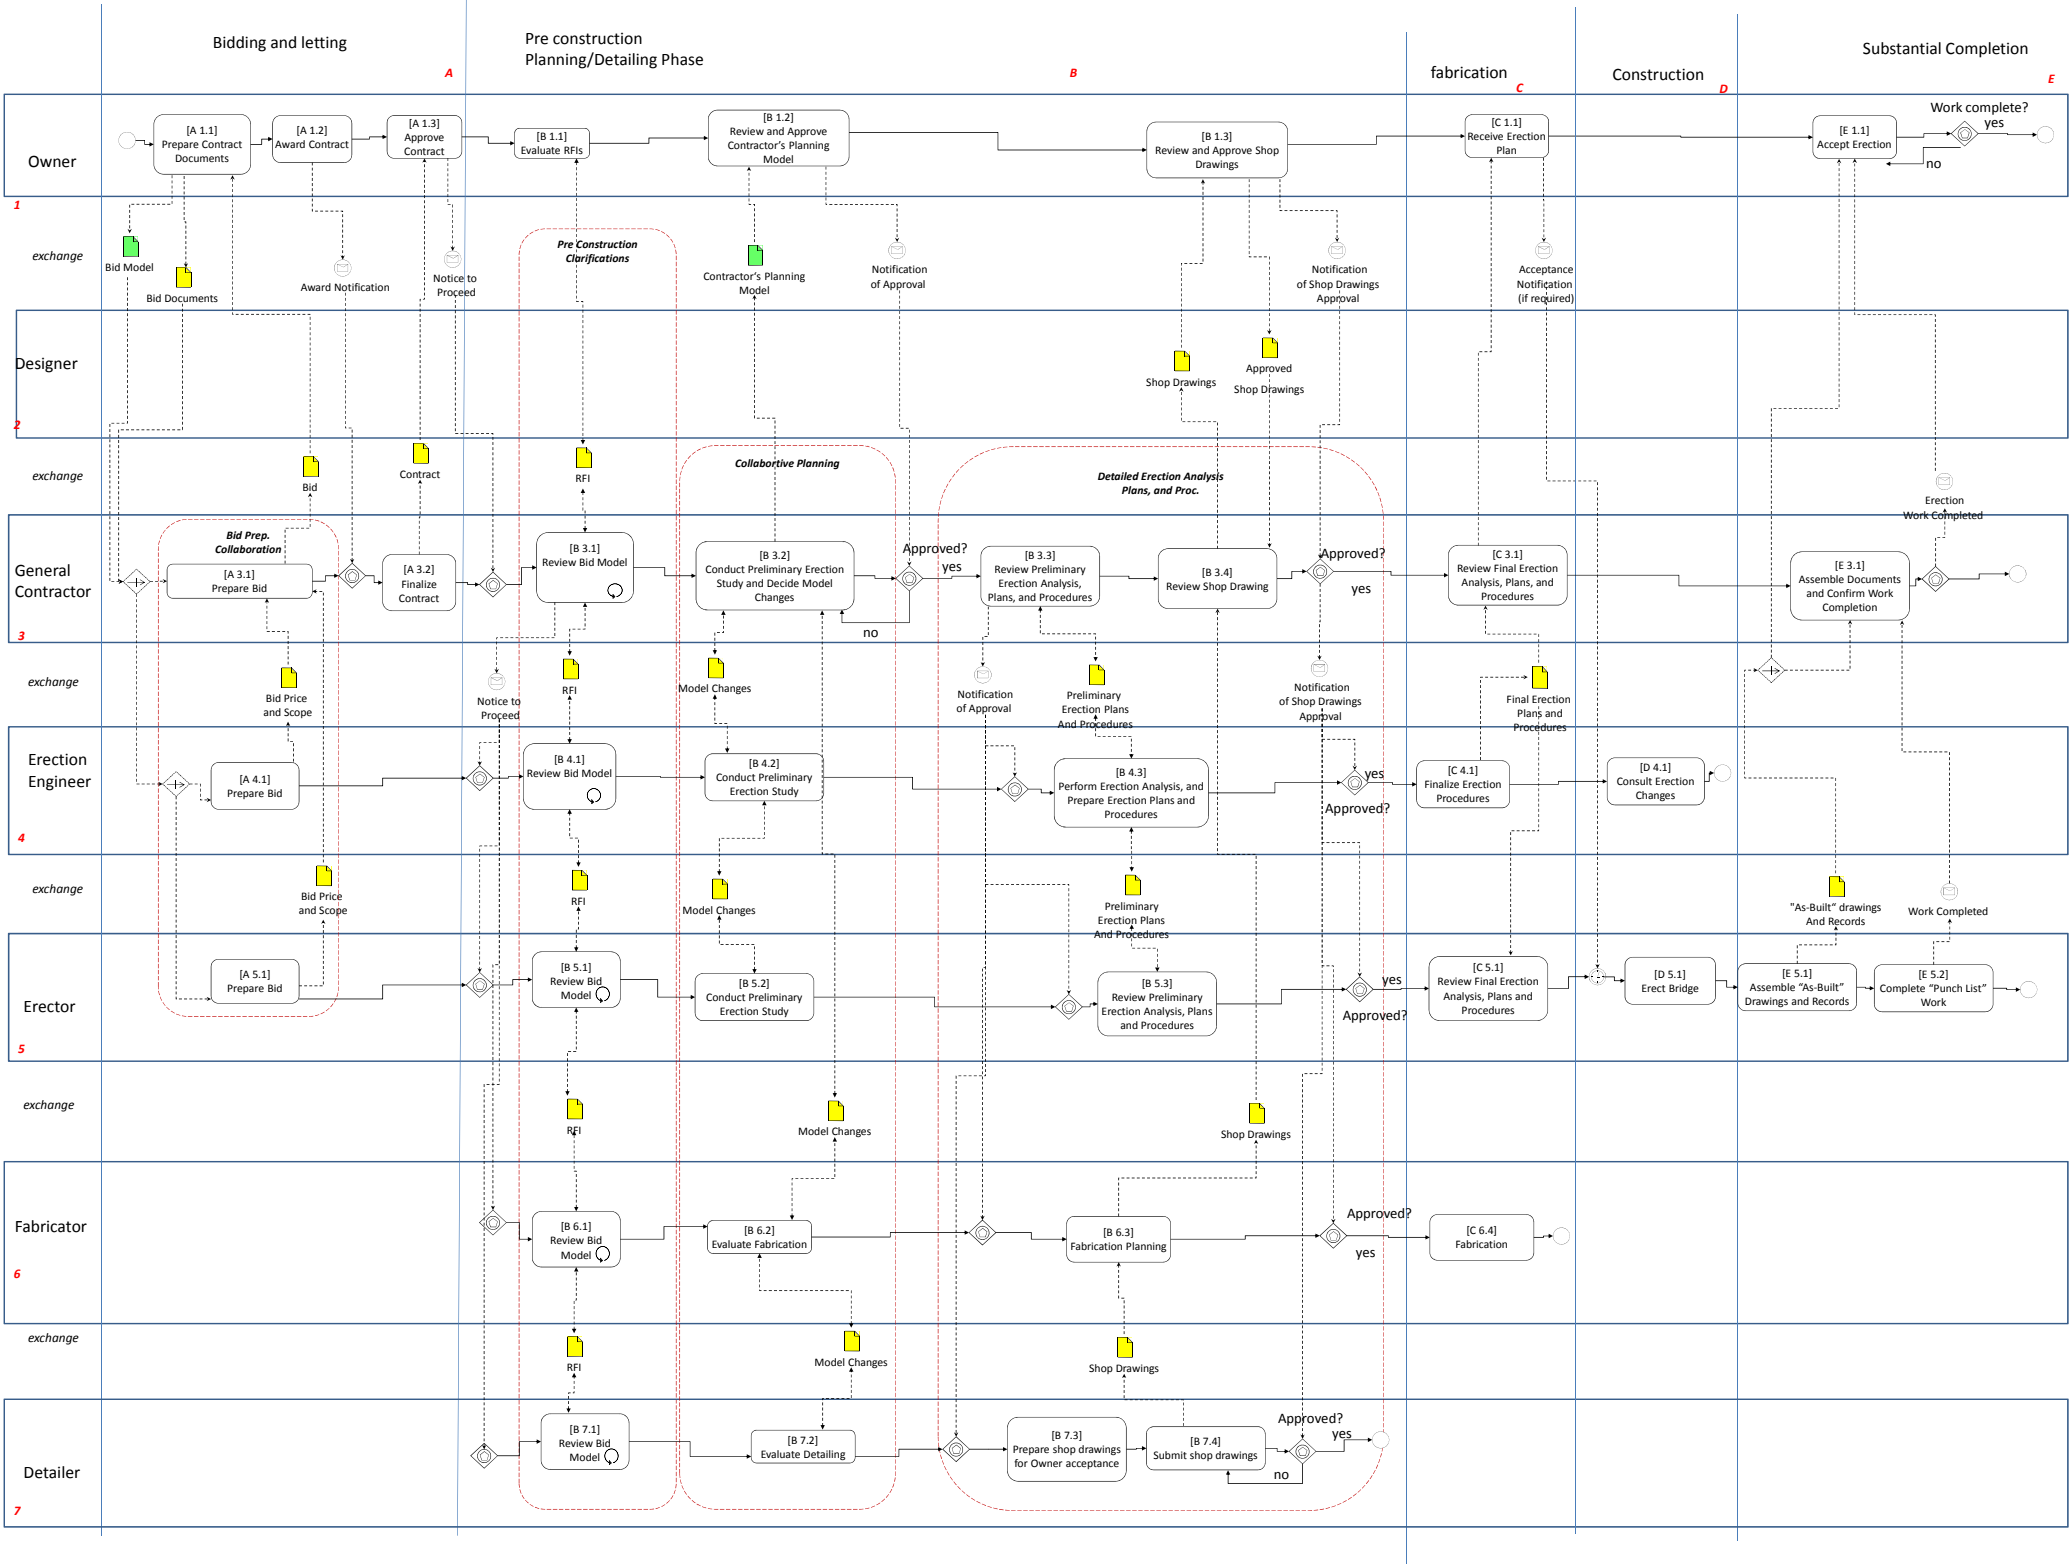 Bidding and letting
A
Pre construction
Planning/Detailing Phase
B
fabrication
C
Construction
D
Substantial Completion
E
Owner
1
[A 1.1]
Prepare Contract
Documents
[A 1.2]
Award Contract
[A 1.3]
Approve
Contract
[B 1.1]
Evaluate RFIs
[B 1.2]
Review and Approve
Contractor's Planning
Model
[B 1.3]
Review and Approve Shop
Drawings
[C 1.1]
Receive Erection
Plan
[E 1.1]
Accept Erection
Work complete?
yes
no
exchange
Bid Model
Bid Documents
Award Notification
Notice to
Proceed
Pre Construction
Clarifications
Contractor's Planning
Model
Notification
of Approval
Notification
of Shop Drawings
Approval
Acceptance
Notification
(if required)
Designer
2
Shop Drawings
Approved
Shop Drawings
exchange
Bid
Contract
RFI
Collabortive Planning
Detailed Erection Analysis
Plans, and Proc.
Erection
Work Completed
General
Contractor
3
Bid Prep.
Collaboration
[A 3.1]
Prepare Bid
[A 3.2]
Finalize
Contract
[B 3.1]
Review Bid Model
[B 3.2]
Conduct Preliminary Erection
Study and Decide Model
Changes
Approved?
yes
no
[B 3.3]
Review Preliminary
Erection Analysis,
Plans, and Procedures
[B 3.4]
Review Shop Drawing
Approved?
yes
[C 3.1]
Review Final Erection
Analysis, Plans, and
Procedures
[E 3.1]
Assemble Documents
and Confirm Work
Completion
exchange
Bid Price
and Scope
Notice to
Proceed
RFI
Model Changes
Notification
of Approval
Preliminary
Erection Plans
And Procedures
Notification
of Shop Drawings
Approval
Final Erection
Plans and
Procedures
Erection
Engineer
4
[A 4.1]
Prepare Bid
[B 4.1]
Review Bid Model
[B 4.2]
Conduct Preliminary
Erection Study
[B 4.3]
Perform Erection Analysis, and
Prepare Erection Plans and
Procedures
yes
Approved?
[C 4.1]
Finalize Erection
Procedures
[D 4.1]
Consult Erection
Changes
exchange
Bid Price
and Scope
RFI
Model Changes
Preliminary
Erection Plans
And Procedures
"As-Built“ drawings
And Records
Work Completed
Erector
5
[A 5.1]
Prepare Bid
[B 5.1]
Review Bid
Model
[B 5.2]
Conduct Preliminary
Erection Study
[B 5.3]
Review Preliminary
Erection Analysis, Plans
and Procedures
yes
Approved?
[C 5.1]
Review Final Erection
Analysis, Plans and
Procedures
[D 5.1]
Erect Bridge
[E 5.1]
Assemble “As-Built”
Drawings and Records
[E 5.2]
Complete “Punch List”
Work
exchange
RFI
Model Changes
Shop Drawings
Fabricator
6
[B 6.1]
Review Bid
Model
[B 6.2]
Evaluate Fabrication
[B 6.3]
Fabrication Planning
Approved?
yes
[C 6.4]
Fabrication
exchange
RFI
Model Changes
Shop Drawings
Detailer
7
[B 7.1]
Review Bid
Model
[B 7.2]
Evaluate Detailing
[B 7.3]
Prepare shop drawings
for Owner acceptance
[B 7.4]
Submit shop drawings
Approved?
yes
no